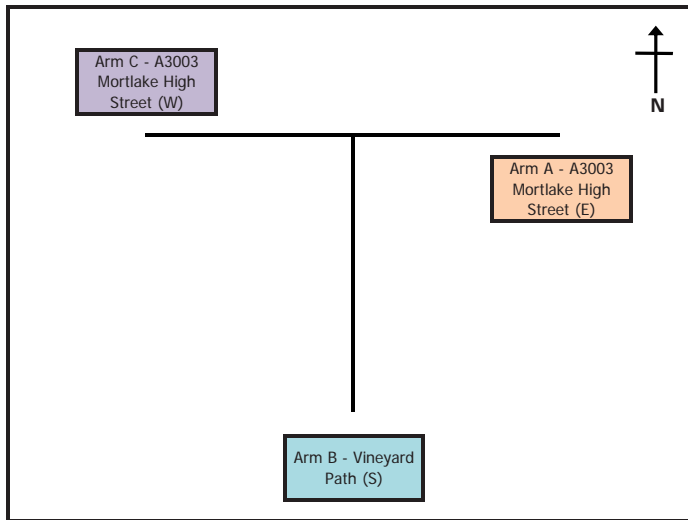 Arm C - A3003
Mortlake High
Street (W)
N
Arm A - A3003
Mortlake High
Street (E)
Arm B - Vineyard
Path (S)